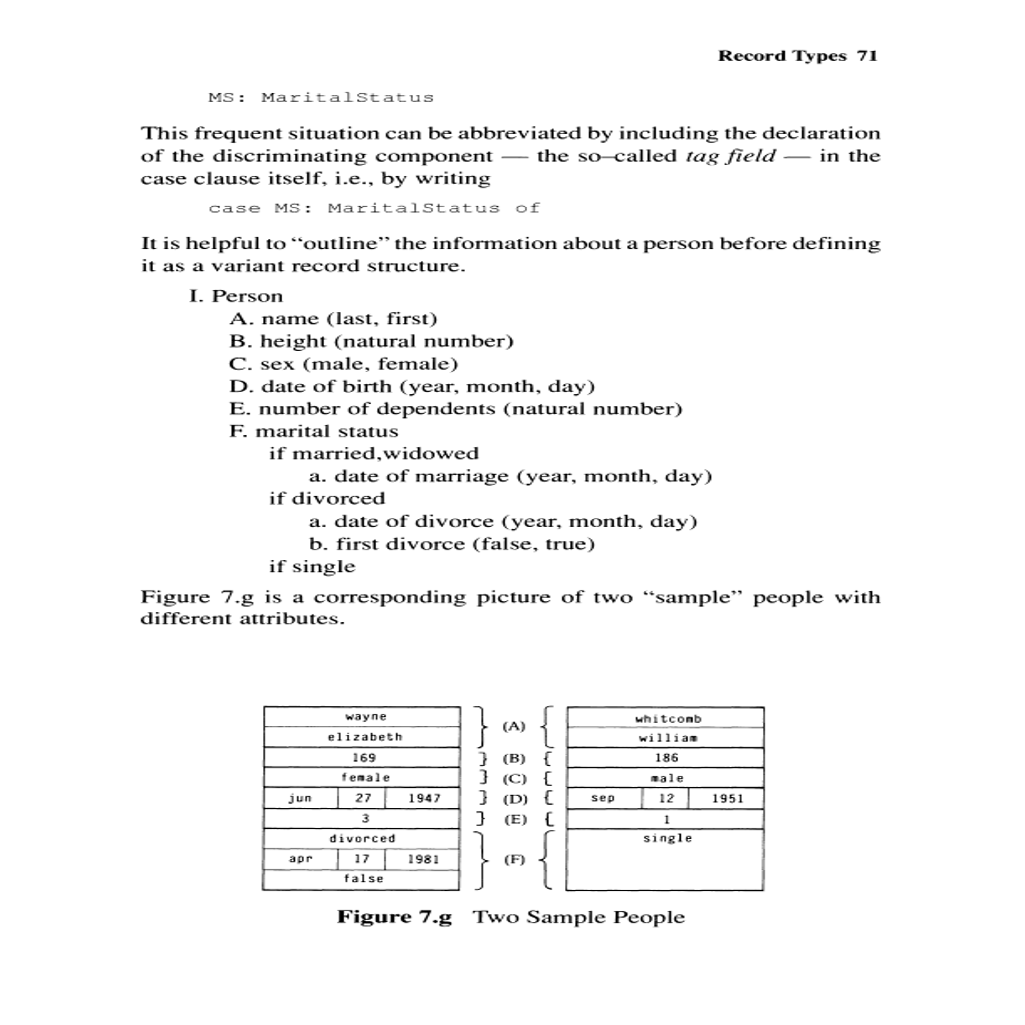 Record Types 71
MS: MaritalStatus
This frequent situation can be abbreviated by including the declaration
of the discriminating component — the so–called tag field — in the
case clause itself, i.e., by writing
case MS: MaritalStatus of
It is helpful to “outline” the information about a person before defining
it as a variant record structure.
I. Person
A. name (last, first)
B. height (natural number)
C. sex (male, female)
D. date of birth (year, month, day)
E. number of dependents (natural number)
F. marital status
if married,widowed
a. date of marriage (year, month, day)
if divorced
a. date of divorce (year, month, day)
b. first divorce (false, true)
if single
Figure 7.g is a corresponding picture of two “sample” people with
different attributes.
wayne (A) whitcomb
elizabeth william
169 } (B) { 186
female } (C) { male
jun 27 1947 } (D) { sep 12 1951
3 } (E) { 1
divorced single
apr 17 1981 (F)
false
Figure 7.g Two Sample People